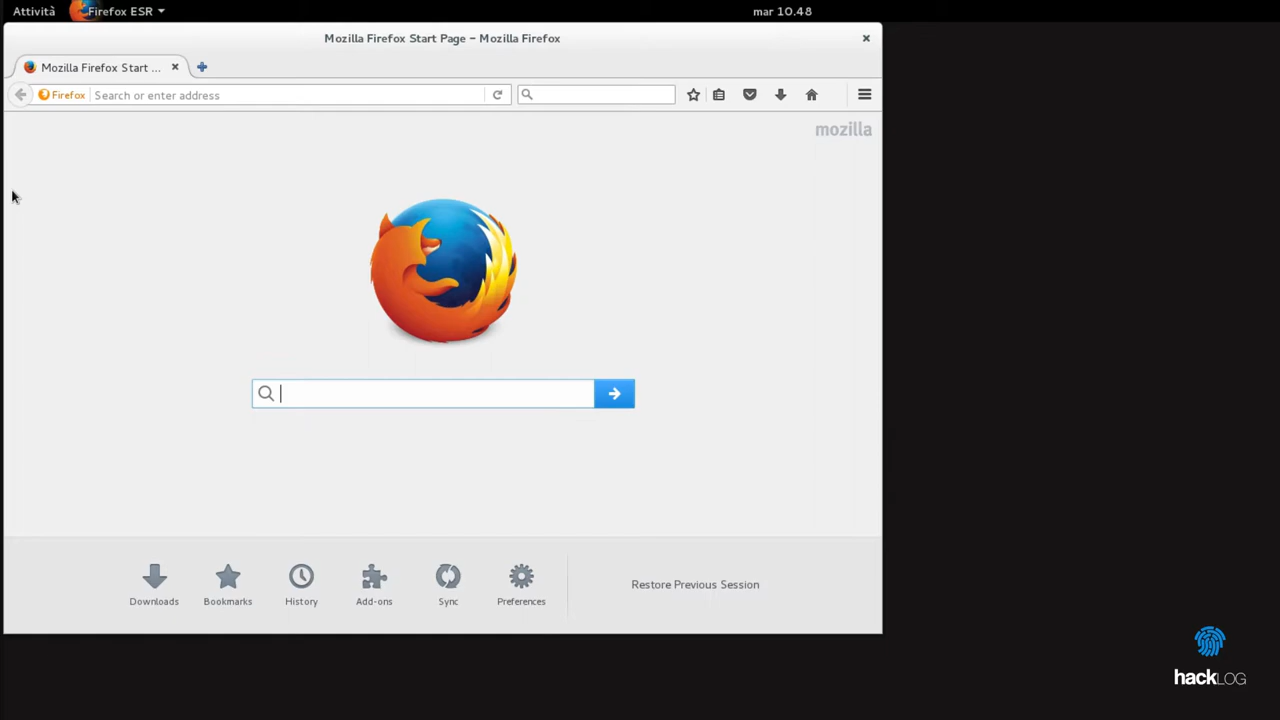 Attività
Firefox ESR
mar 10.48
Mozilla Firefox Start Page – Mozilla Firefox
Mozilla Firefox Start ...
Firefox
Search or enter address
mozilla
Downloads
Bookmarks
History
Add-ons
Sync
Preferences
Restore Previous Session
hackLOG